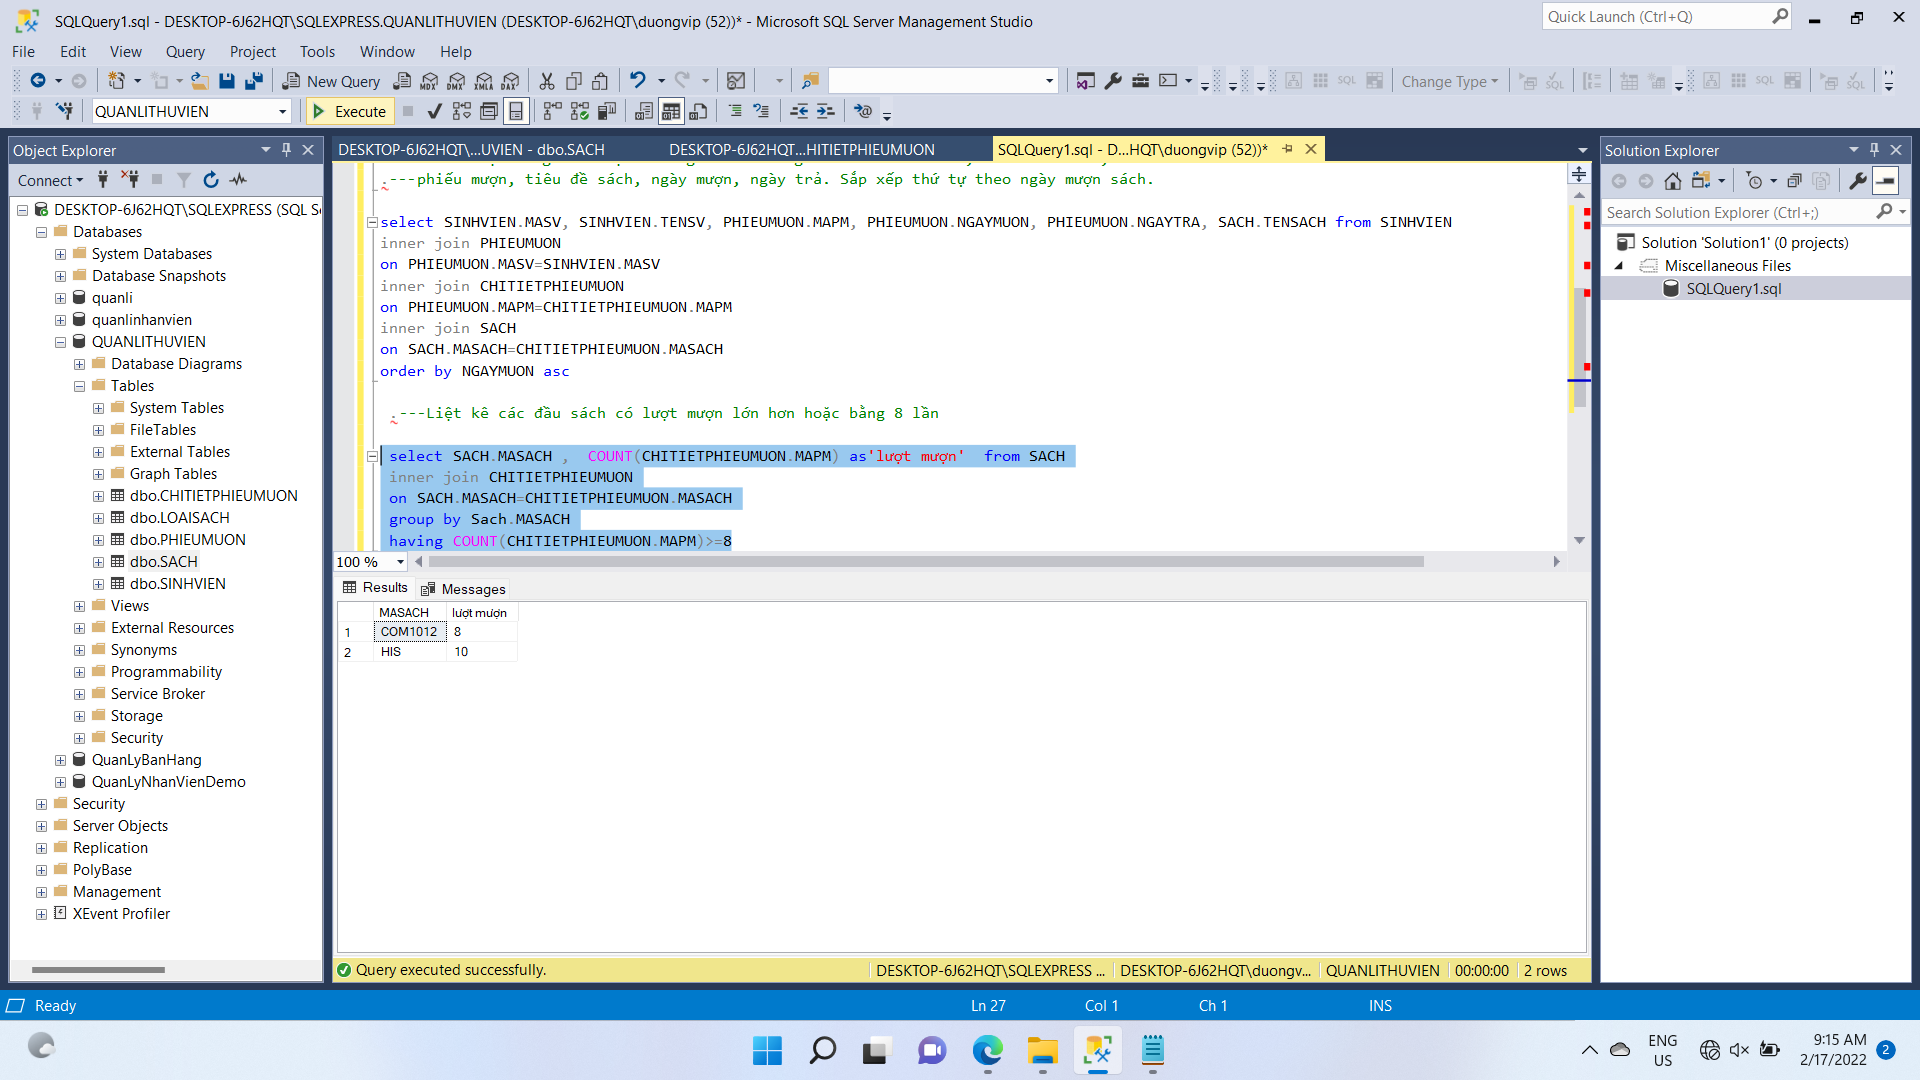 SQLQuery1.sql - DESKTOP-6J62HQT\SQLEXPRESS.QUANLITHUVIEN (DESKTOP-6J62HQT\duongvip (52))* - Microsoft SQL Server Management Studio
Quick Launch (Ctrl+Q)
File Edit View Query Project Tools Window Help
New Query MDX DMX XMLA DAX SQL Change Type SQL
QUANLITHUVIEN Execute
Object Explorer
Connect
DESKTOP-6J62HQT\SQLEXPRESS (SQL S
Databases
System Databases
Database Snapshots
quanli
quanlinhanvien
QUANLITHUVIEN
Database Diagrams
Tables
System Tables
FileTables
External Tables
Graph Tables
dbo.CHITIETPHIEUMUON
dbo.LOAISACH
dbo.PHIEUMUON
dbo.SACH
dbo.SINHVIEN
Views
External Resources
Synonyms
Programmability
Service Broker
Storage
Security
QuanLyBanHang
QuanLyNhanVienDemo
Security
Server Objects
Replication
PolyBase
Management
XEvent Profiler
DESKTOP-6J62HQT\...UVIEN - dbo.SACH
DESKTOP-6J62HQT...HITIETPHIEUMUON
SQLQuery1.sql - D...HQT\duongvip (52))*
.---phiếu mượn, tiêu đề sách, ngày mượn, ngày trả. Sắp xếp thứ tự theo ngày mượn sách.
select SINHVIEN.MASV, SINHVIEN.TENSV, PHIEUMUON.MAPM, PHIEUMUON.NGAYMUON, PHIEUMUON.NGAYTRA, SACH.TENSACH from SINHVIEN
inner join PHIEUMUON
on PHIEUMUON.MASV=SINHVIEN.MASV
inner join CHITIETPHIEUMUON
on PHIEUMUON.MAPM=CHITIETPHIEUMUON.MAPM
inner join SACH
on SACH.MASACH=CHITIETPHIEUMUON.MASACH
order by NGAYMUON asc
.---Liệt kê các đầu sách có lượt mượn lớn hơn hoặc bằng 8 lần
select SACH.MASACH , COUNT(CHITIETPHIEUMUON.MAPM) as'lượt mượn' from SACH
inner join CHITIETPHIEUMUON
on SACH.MASACH=CHITIETPHIEUMUON.MASACH
group by Sach.MASACH
having COUNT(CHITIETPHIEUMUON.MAPM)>=8
100 %
Results Messages
MASACH lượt mượn
1 COM1012 8
2 HIS 10
Query executed successfully.
DESKTOP-6J62HQT\SQLEXPRESS ... DESKTOP-6J62HQT\duongv... QUANLITHUVIEN 00:00:00 2 rows
Solution Explorer
Search Solution Explorer (Ctrl+;)
Solution 'Solution1' (0 projects)
Miscellaneous Files
SQLQuery1.sql
Ready Ln 27 Col 1 Ch 1 INS
ENG
US
9:15 AM
2/17/2022
2